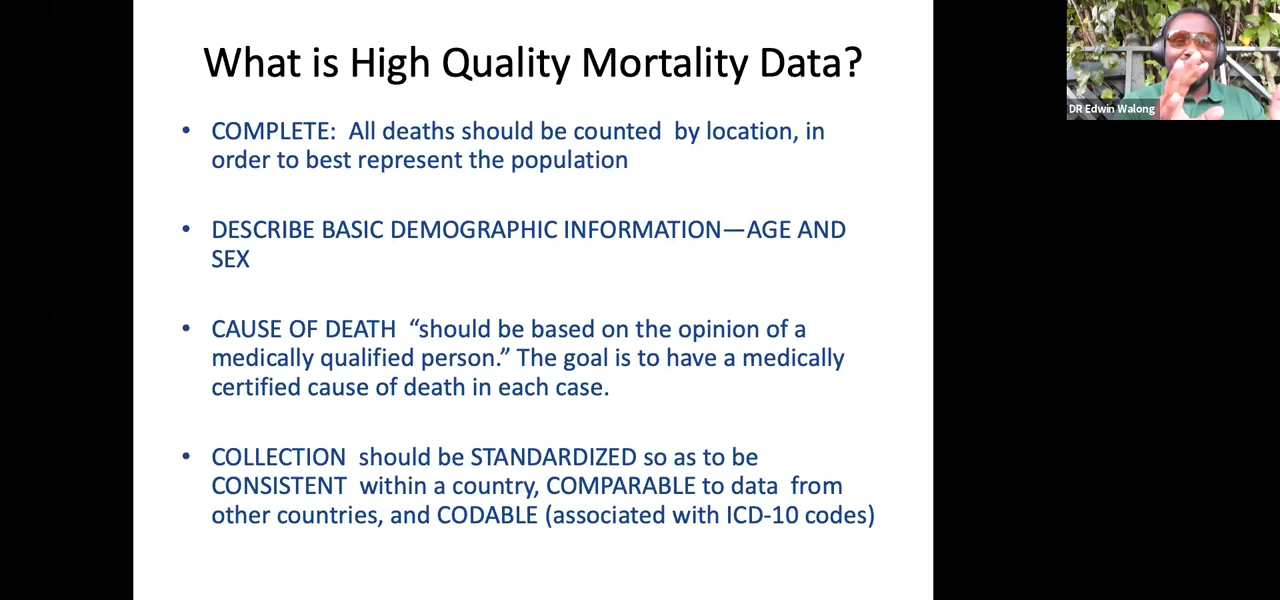 What is High Quality Mortality Data?
• COMPLETE: All deaths should be counted by location, in
order to best represent the population
• DESCRIBE BASIC DEMOGRAPHIC INFORMATION—AGE AND
SEX
• CAUSE OF DEATH “should be based on the opinion of a
medically qualified person.” The goal is to have a medically
certified cause of death in each case.
• COLLECTION should be STANDARDIZED so as to be
CONSISTENT within a country, COMPARABLE to data from
other countries, and CODABLE (associated with ICD-10 codes)
DR Edwin Walong